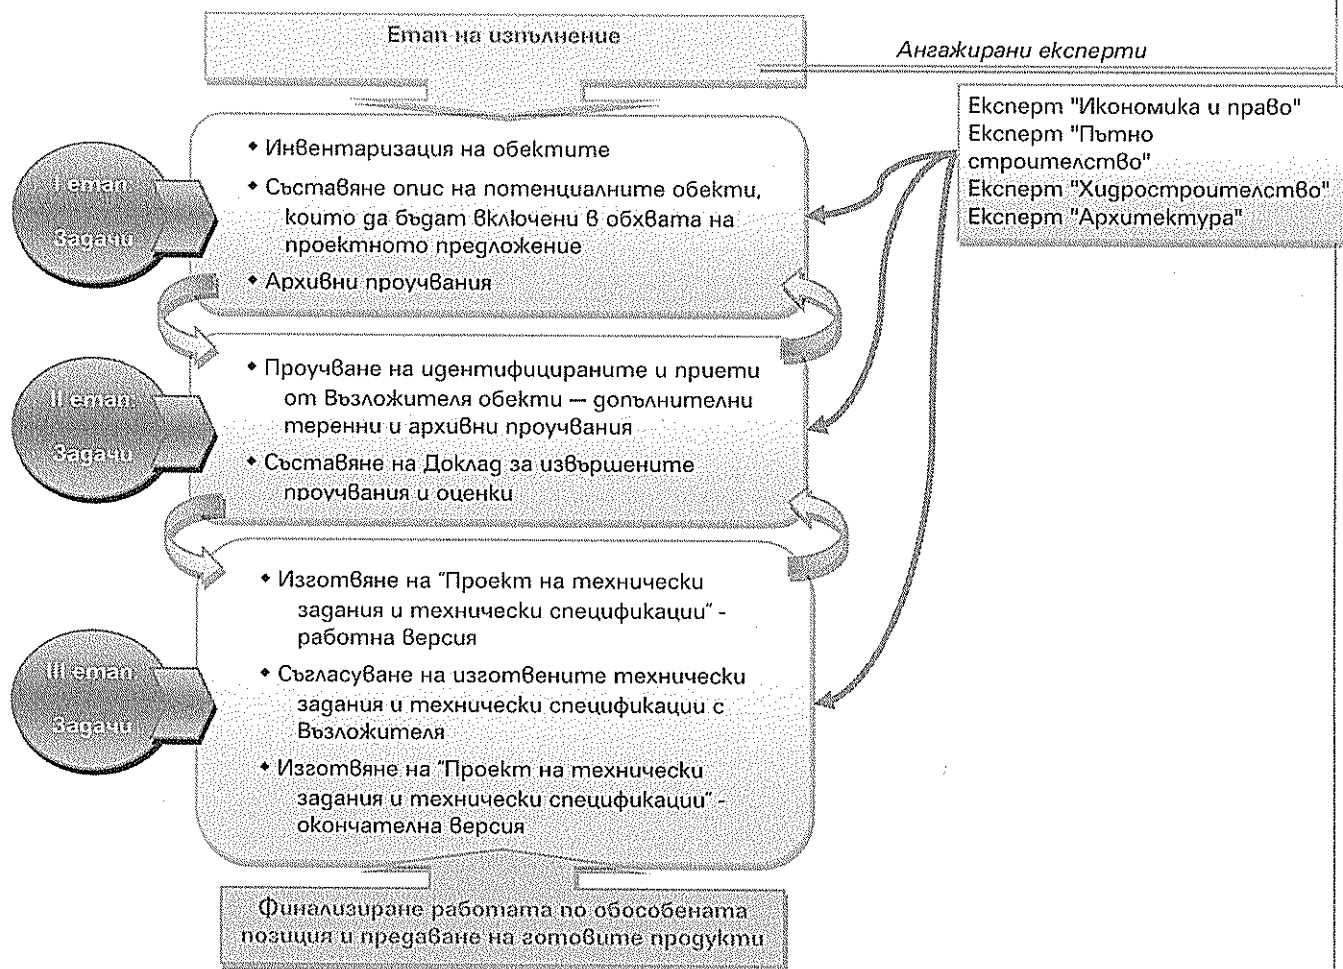 Етап на изпълнение
Ангажирани експерти
Експерт "Икономика и право"
Експерт "Пътно
строителство"
Експерт "Хидростроителство"
Експерт "Архитектура"
I етап:
Задачи
◆ Инвентаризация на обектите
◆ Съставяне опис на потенциалните обекти,
които да бъдат включени в обхвата на
проектното предложение
◆ Архивни проучвания
II етап:
Задачи
◆ Проучване на идентифицираните и приети
от Възложителя обекти — допълнителни
теренни и архивни проучвания
◆ Съставяне на Доклад за извършените
проучвания и оценки
III етап:
Задачи
◆ Изготвяне на "Проект на технически
задания и технически спецификации" -
работна версия
◆ Съгласуване на изготвените технически
задания и технически спецификации с
Възложителя
◆ Изготвяне на "Проект на технически
задания и технически спецификации" -
окончателна версия
Финализиране работата по обособената
позиция и предаване на готовите продукти